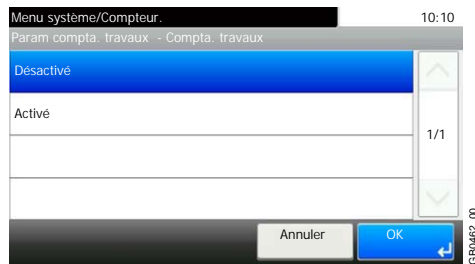 Menu système/Compteur. 10:10
Param compta. travaux - Compta. travaux
Désactivé
Activé
1/1
Annuler OK
GB0462_00